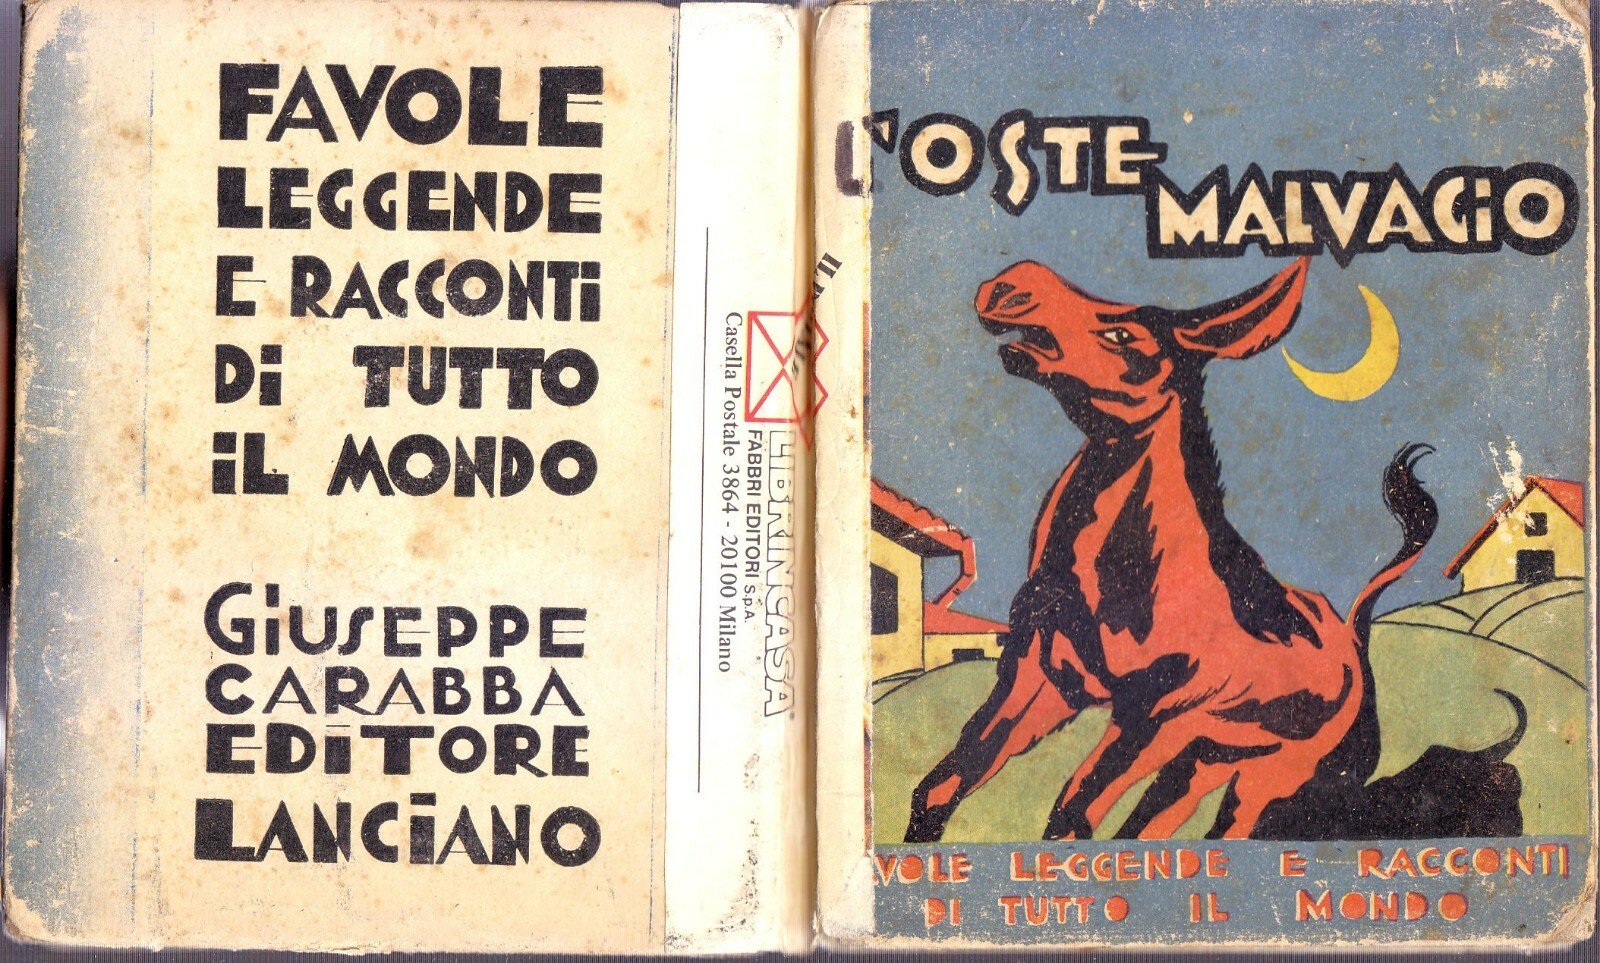 FAVOLE
LEGGENDE
E RACCONTI
Di TUTTO
iL MONDO
GiUSEPPE
CARABBA
EDiTORE
LANCiANO
LIBRINCASA
FABBRI EDITORI S.p.A.
Casella Postale 3864 - 20100 Milano
IL
L'OSTE
MALVAGiO
VOLE LEGGENDE E RACCONTI
DI TUTTO IL MONDO